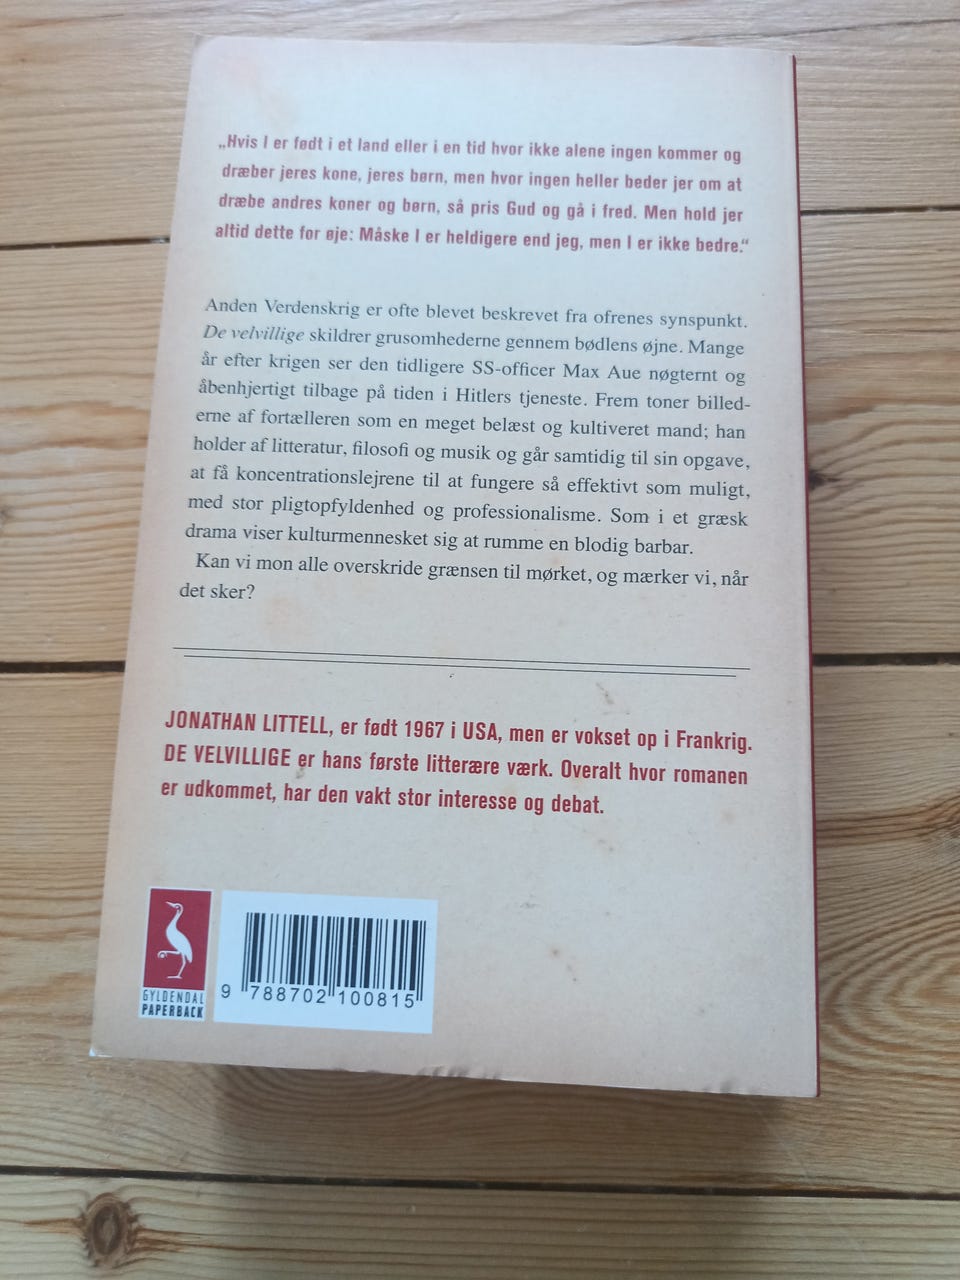 „Hvis I er født i et land eller i en tid hvor ikke alene ingen kommer og
dræber jeres kone, jeres børn, men hvor ingen heller beder jer om at
dræbe andres koner og børn, så pris Gud og gå i fred. Men hold jer
altid dette for øje: Måske I er heldigere end jeg, men I er ikke bedre.“
Anden Verdenskrig er ofte blevet beskrevet fra ofrenes synspunkt.
De velvillige skildrer grusomhederne gennem bødlens øjne. Mange
år efter krigen ser den tidligere SS-officer Max Aue nøgternt og
åbenhjertigt tilbage på tiden i Hitlers tjeneste. Frem toner billed-
erne af fortælleren som en meget belæst og kultiveret mand; han
holder af litteratur, filosofi og musik og går samtidig til sin opgave,
at få koncentrationslejrene til at fungere så effektivt som muligt,
med stor pligtopfyldenhed og professionalisme. Som i et græsk
drama viser kulturmennesket sig at rumme en blodig barbar.
Kan vi mon alle overskride grænsen til mørket, og mærker vi, når
det sker?
JONATHAN LITTELL, er født 1967 i USA, men er vokset op i Frankrig.
DE VELVILLIGE er hans første litterære værk. Overalt hvor romanen
er udkommet, har den vakt stor interesse og debat.
GYLDENDAL
PAPERBACK
9 788702 100815